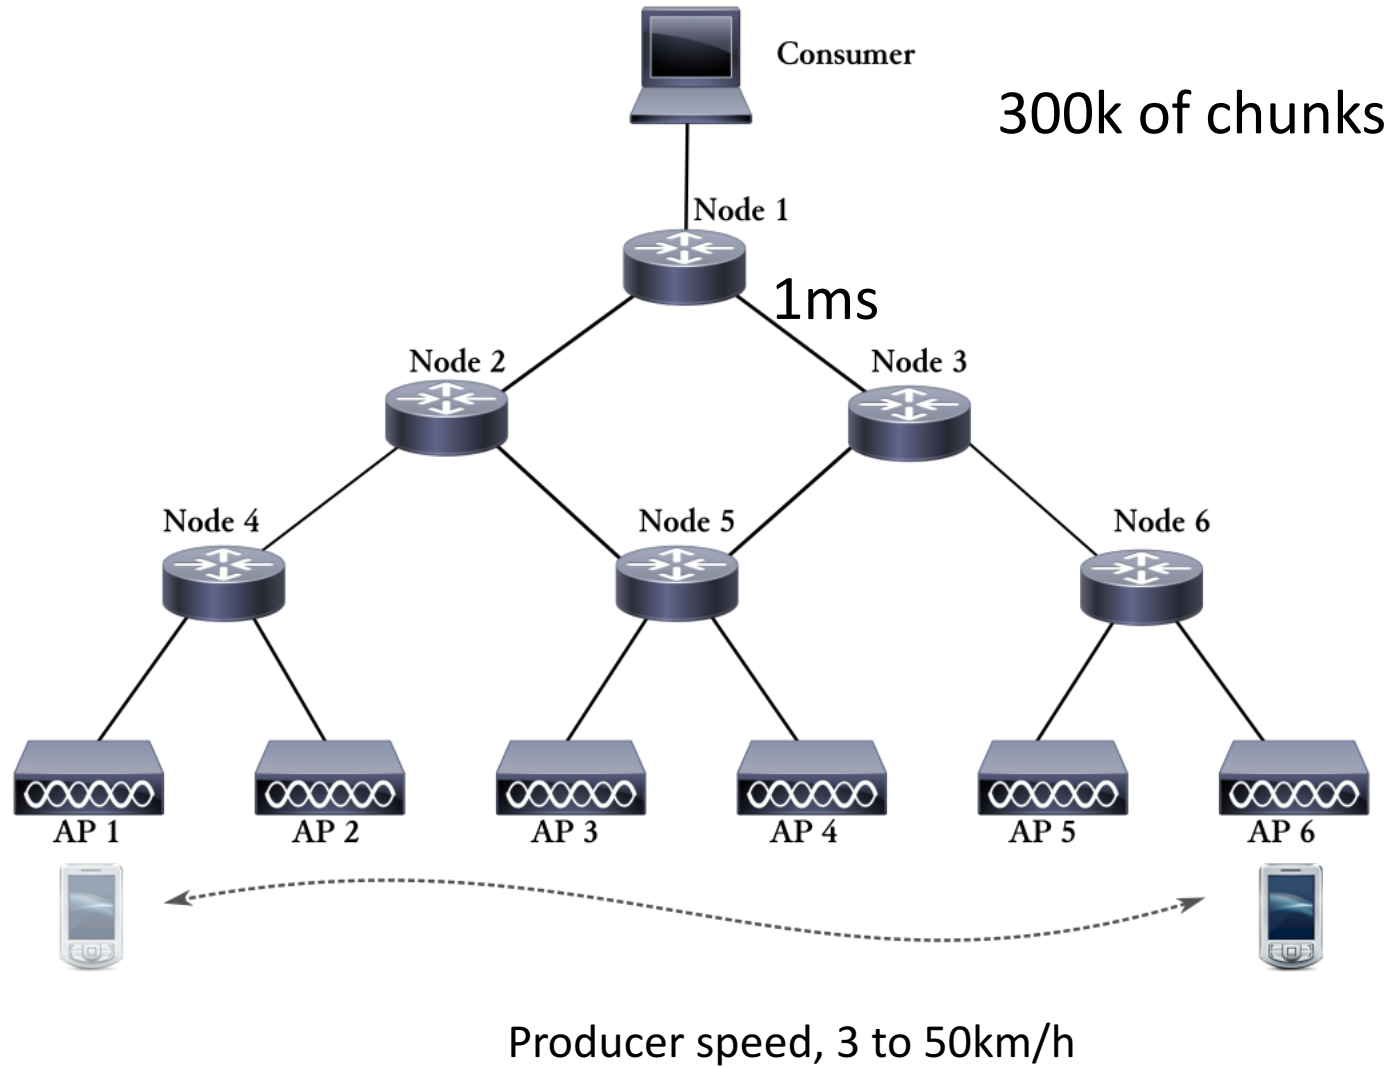 Consumer
300k of chunks
Node 1
1ms
Node 2
Node 3
Node 4
Node 5
Node 6
AP 1
AP 2
AP 3
AP 4
AP 5
AP 6
Producer speed, 3 to 50km/h